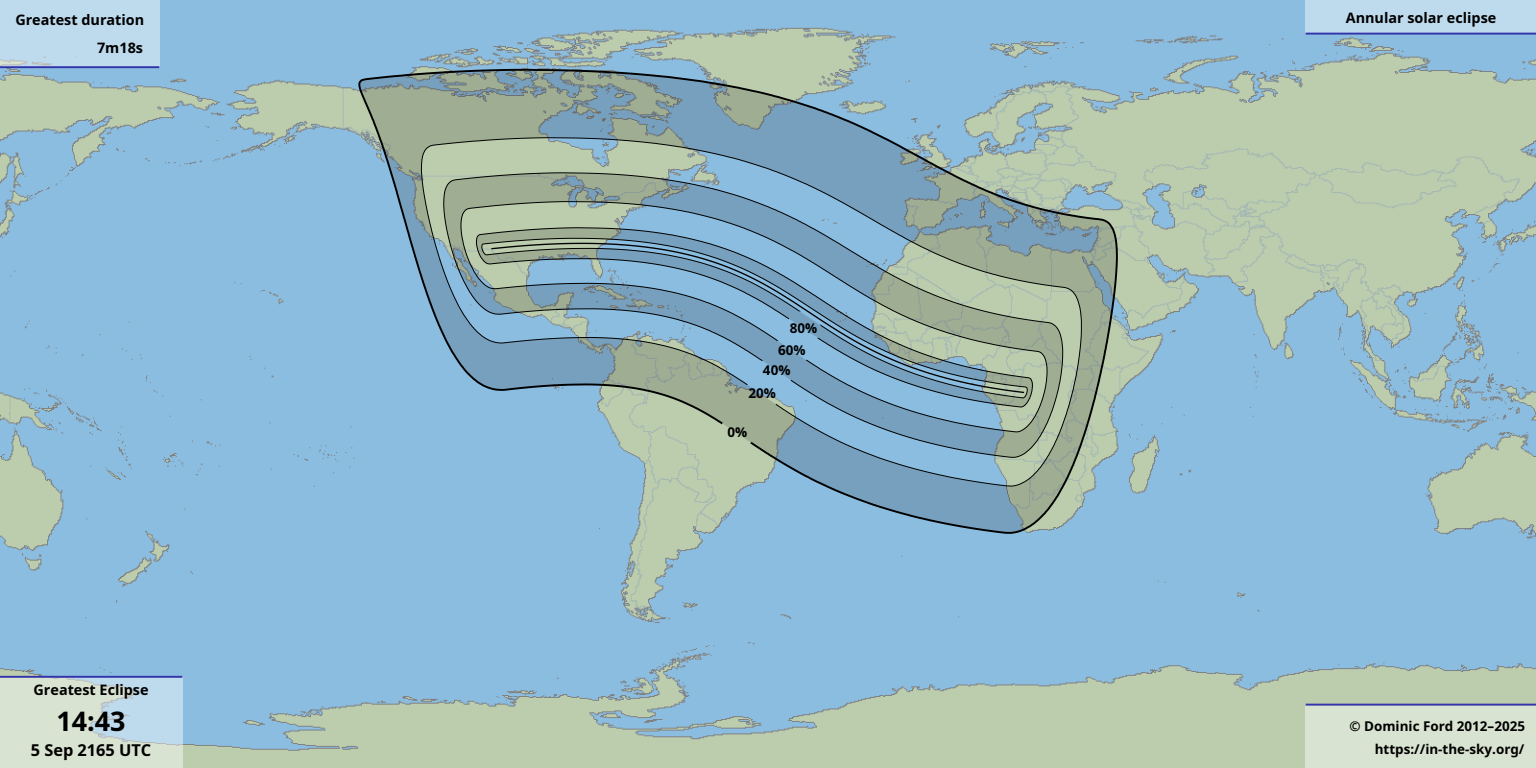 Greatest duration
7m18s
Annular solar eclipse
80%
60%
40%
20%
0%
Greatest Eclipse
14:43
5 Sep 2165 UTC
© Dominic Ford 2012–2025
https://in-the-sky.org/